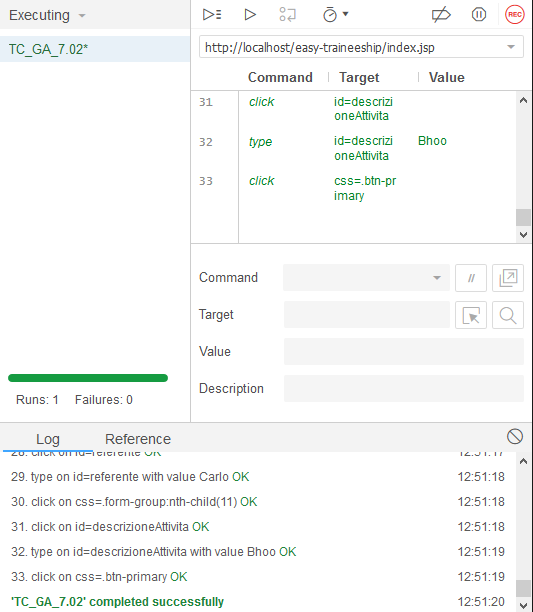 Executing
REC
TC_GA_7.02*
http://localhost/easy-traineeship/index.jsp
Command Target Value
31 click id=descrizi
oneAttivita
32 type id=descrizi Bhoo
oneAttivita
33 click css=.btn-pr
imary
Command
//
Target
Value
Description
Runs: 1 Failures: 0
Log Reference
28. click on id=referente OK 12:51:17
29. type on id=referente with value Carlo OK 12:51:18
30. click on css=.form-group:nth-child(11) OK 12:51:18
31. click on id=descrizioneAttivita OK 12:51:18
32. type on id=descrizioneAttivita with value Bhoo OK 12:51:19
33. click on css=.btn-primary OK 12:51:19
'TC_GA_7.02' completed successfully 12:51:20